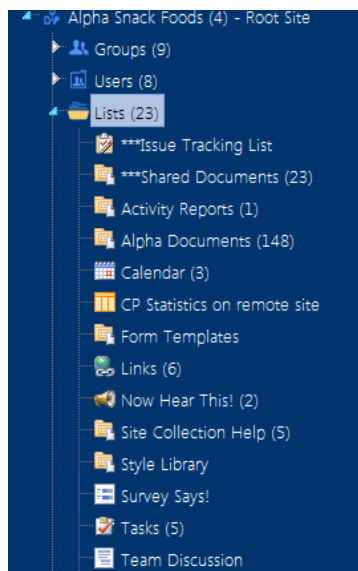 Alpha Snack Foods (4) - Root Site
Groups (9)
Users (8)
Lists (23)
***Issue Tracking List
***Shared Documents (23)
Activity Reports (1)
Alpha Documents (148)
Calendar (3)
CP Statistics on remote site
Form Templates
Links (6)
Now Hear This! (2)
Site Collection Help (5)
Style Library
Survey Says!
Tasks (5)
Team Discussion